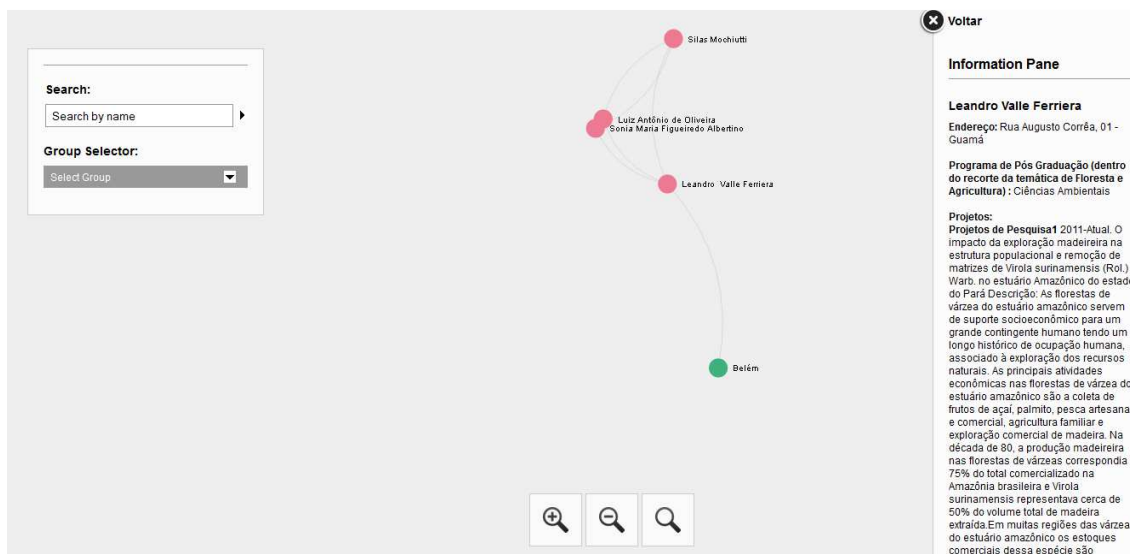 Search:
Search by name
Group Selector:
Select Group
Silas Mochiutti
Luiz Antônio de Oliveira
Sonia Maria Figueiredo Albertino
Leandro Valle Ferriera
Belém
Voltar
Information Pane
Leandro Valle Ferriera
Endereço: Rua Augusto Corrêa, 01 -
Guamá
Programa de Pós Graduação (dentro
do recorte da temática de Floresta e
Agricultura) : Ciências Ambientais
Projetos:
Projetos de Pesquisa1 2011-Atual. O
impacto da exploração madeireira na
estrutura populacional e remoção de
matrizes de Virola surinamensis (Rol.)
Warb. no estuário Amazônico do estado
do Pará Descrição: As florestas de
várzea do estuário amazônico servem
de suporte socioeconômico para um
grande contingente humano tendo um
longo histórico de ocupação humana,
associado à exploração dos recursos
naturais. As principais atividades
econômicas nas florestas de várzea do
estuário amazônico são a coleta de
frutos de açaí, palmito, pesca artesana
e comercial, agricultura familiar e
exploração comercial de madeira. Na
década de 80, a produção madeireira
nas florestas de várzeas correspondia
75% do total comercializado na
Amazônia brasileira e Virola
surinamensis representava cerca de
50% do volume total de madeira
extraída.Em muitas regiões das várzea
do estuário amazônico os estoques
comerciais dessa espécie são